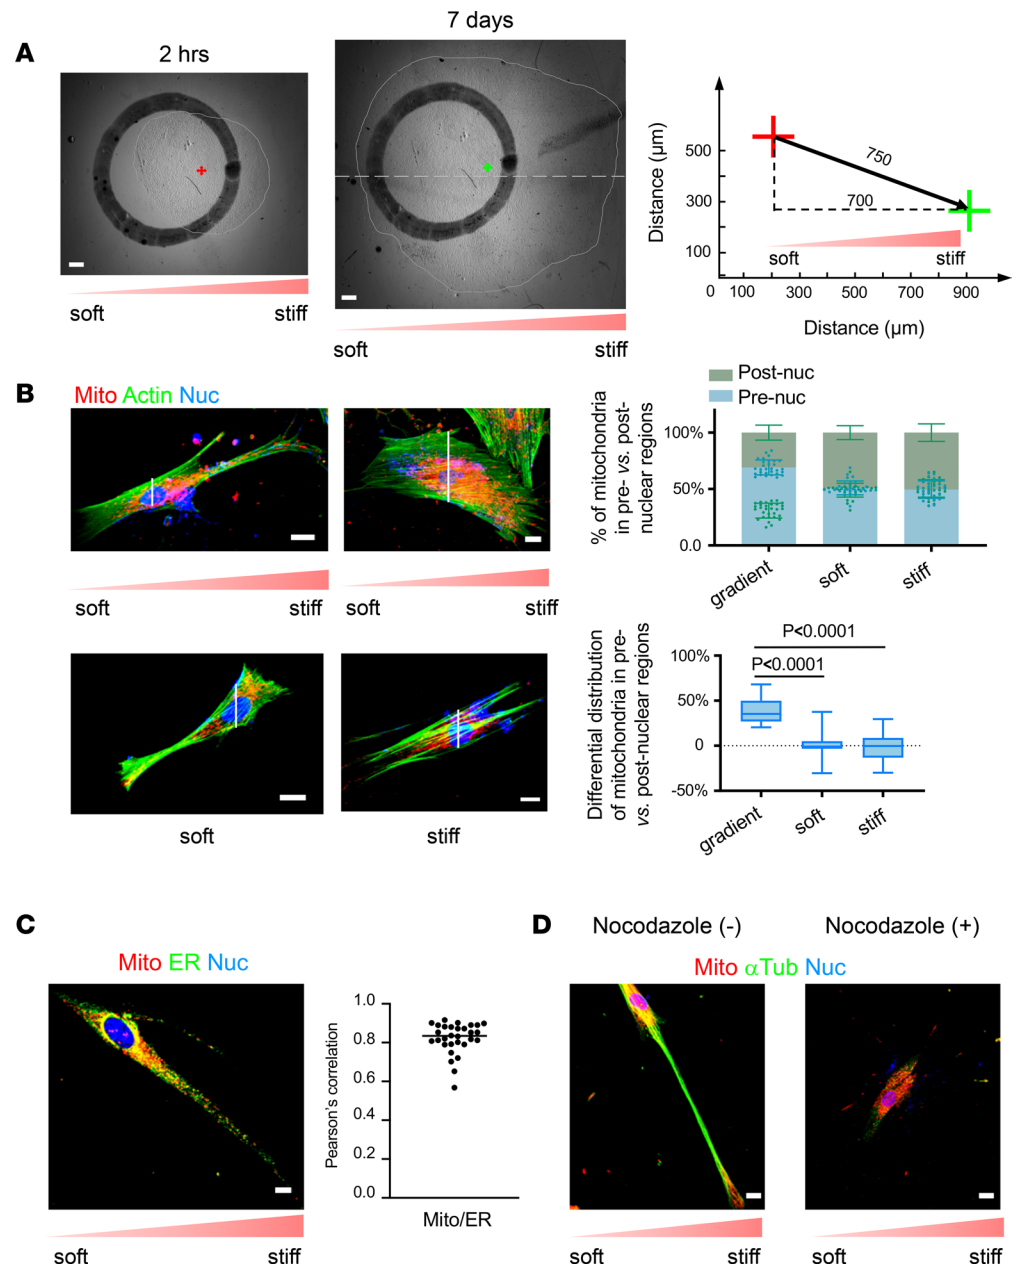 A
2 hrs
7 days
soft
stiff
soft
stiff
Distance (μm)
500
300
100
0
100
300
500
700
900
750
700
soft
stiff
Distance (μm)
B
Mito Actin Nuc
soft
stiff
soft
stiff
soft
stiff
Post-nuc
Pre-nuc
% of mitochondria
in pre- vs. post-
nuclear regions
100%
50%
0.0
gradient
soft
stiff
Differential distribution
of mitochondria in pre-
vs. post-nuclear regions
P<0.0001
P<0.0001
100%
50%
0
-50%
gradient
soft
stiff
C
Mito ER Nuc
soft
stiff
Pearson's correlation
1.0
0.8
0.6
0.4
0.2
0.0
Mito/ER
D
Nocodazole (-)
Nocodazole (+)
Mito αTub Nuc
soft
stiff
soft
stiff